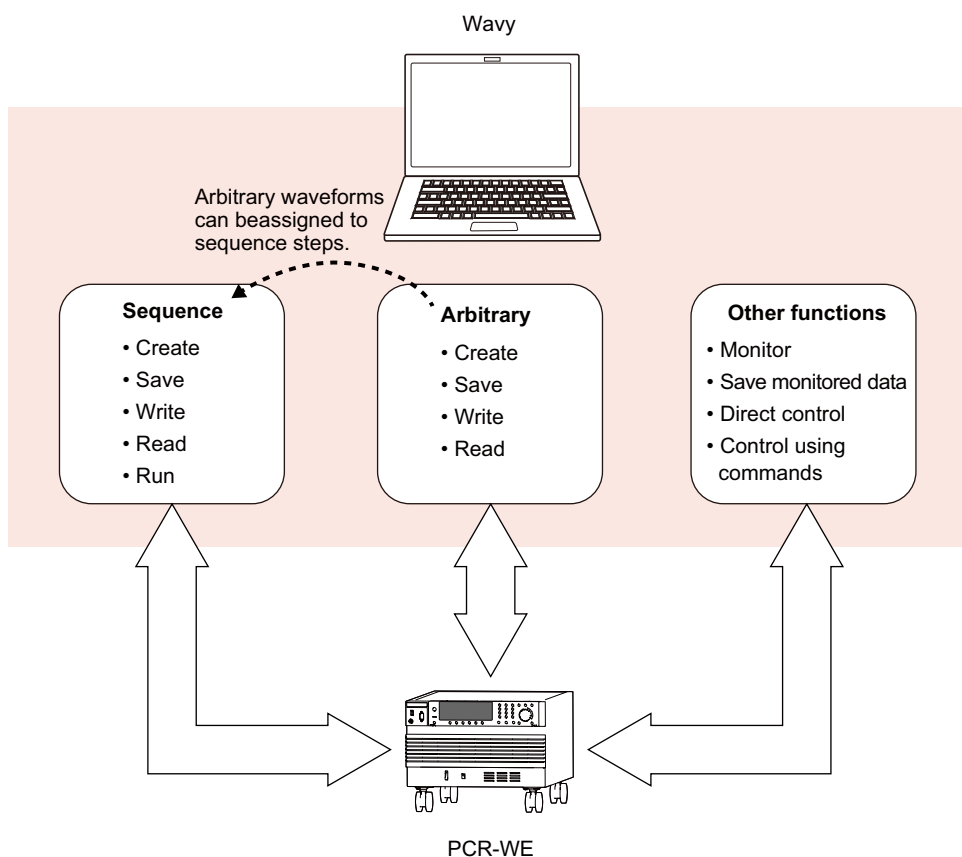 Wavy
Arbitrary waveforms
can beassigned to
sequence steps.
Sequence
• Create
• Save
• Write
• Read
• Run
Arbitrary
• Create
• Save
• Write
• Read
Other functions
• Monitor
• Save monitored data
• Direct control
• Control using
commands
PCR-WE